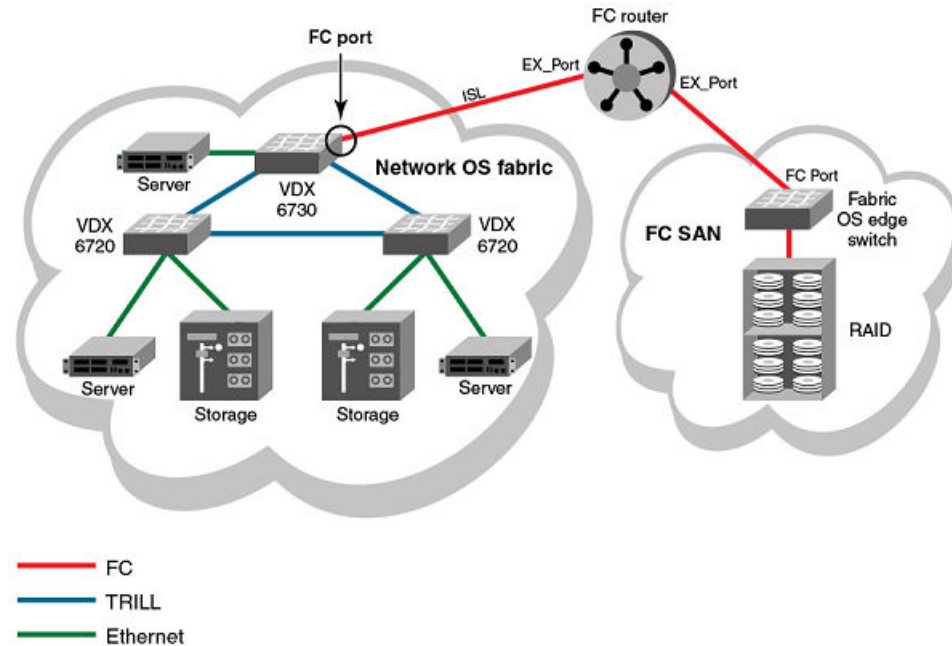 FC router
FC port
EX_Port
EX_Port
ISL
Server
Network OS fabric
VDX
6730
VDX
6720
VDX
6720
FC Port
Fabric
OS edge
switch
FC SAN
RAID
Server
Storage
Storage
Server
FC
TRILL
Ethernet